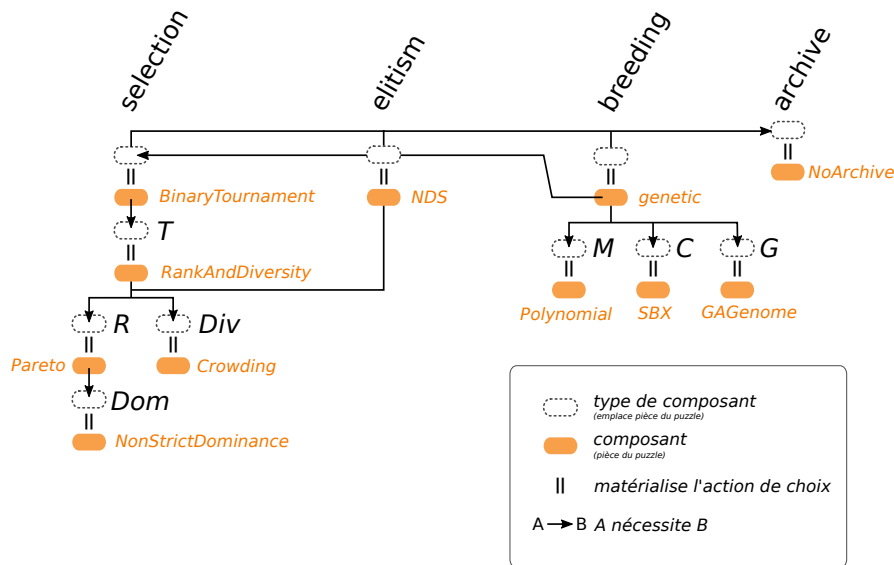 selection
elitism
breeding
archive
BinaryTournament
NDS
genetic
NoArchive
T
RankAndDiversity
M
C
G
Polynomial
SBX
GAGenome
R
Div
Pareto
Crowding
Dom
NonStrictDominance
type de composant
(emplace pièce du puzzle)
composant
(pièce du puzzle)
matérialise l'action de choix
A B A nécessite B